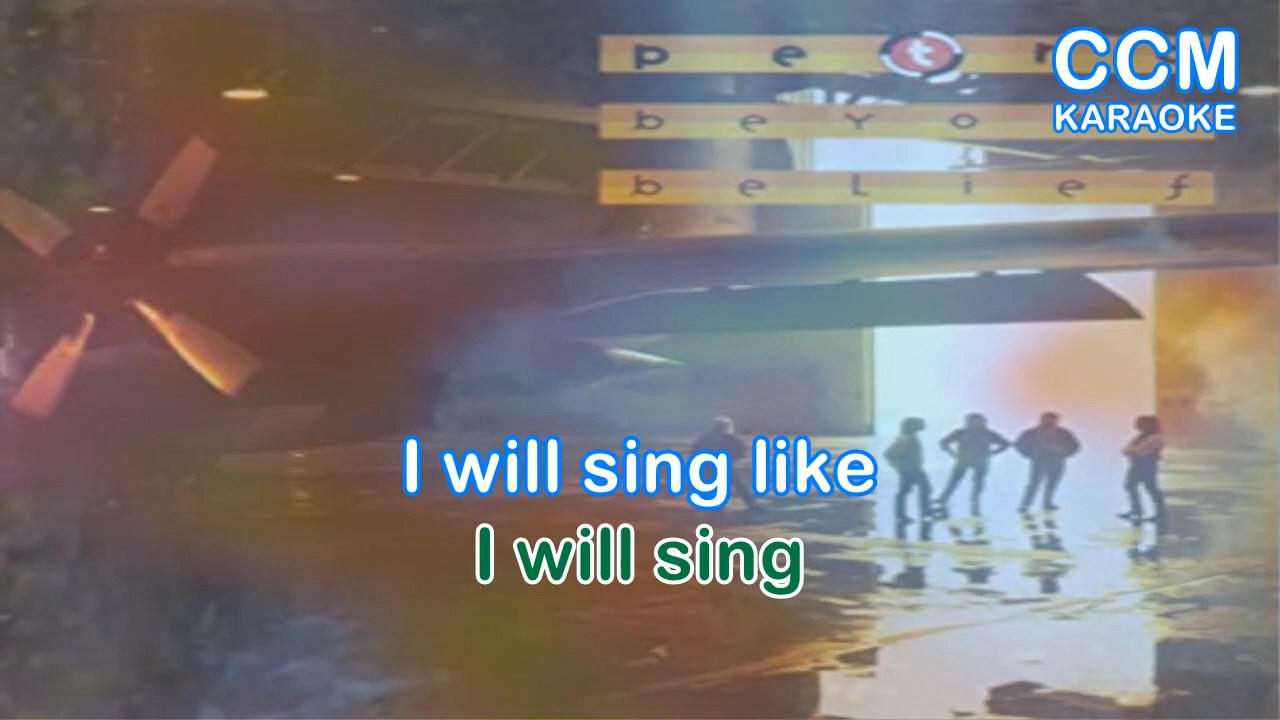 CCM
KARAOKE
b e y o
b e l i e f
I will sing like
I will sing